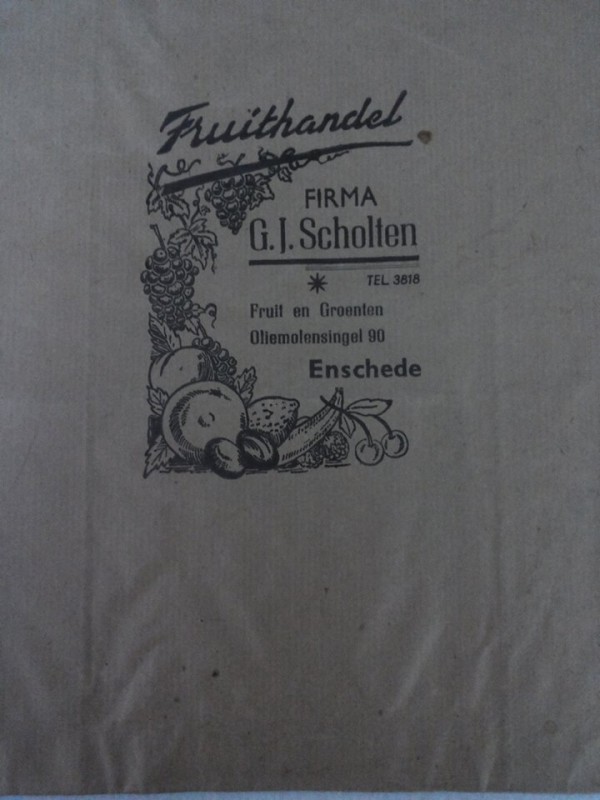 Fruithandel
FIRMA
G.J. Scholten
TEL. 3818
Fruit en Groenten
Oliemolensingel 90
Enschede